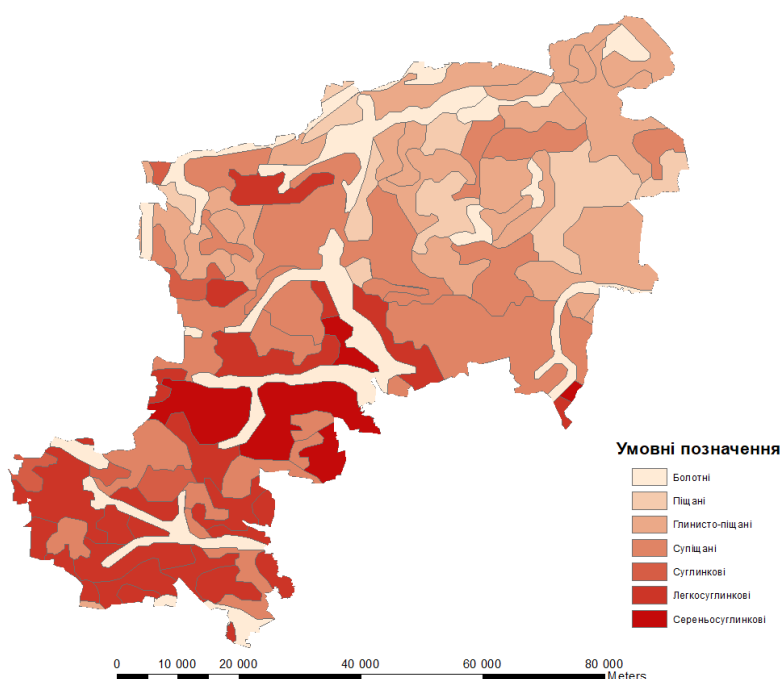 Умовні позначення
Болотні
Піщані
Глинисто-піщані
Супіщані
Суглинкові
Легкосуглинкові
Сереньосуглинкові
0 10 000 20 000 40 000 60 000 80 000
Meters